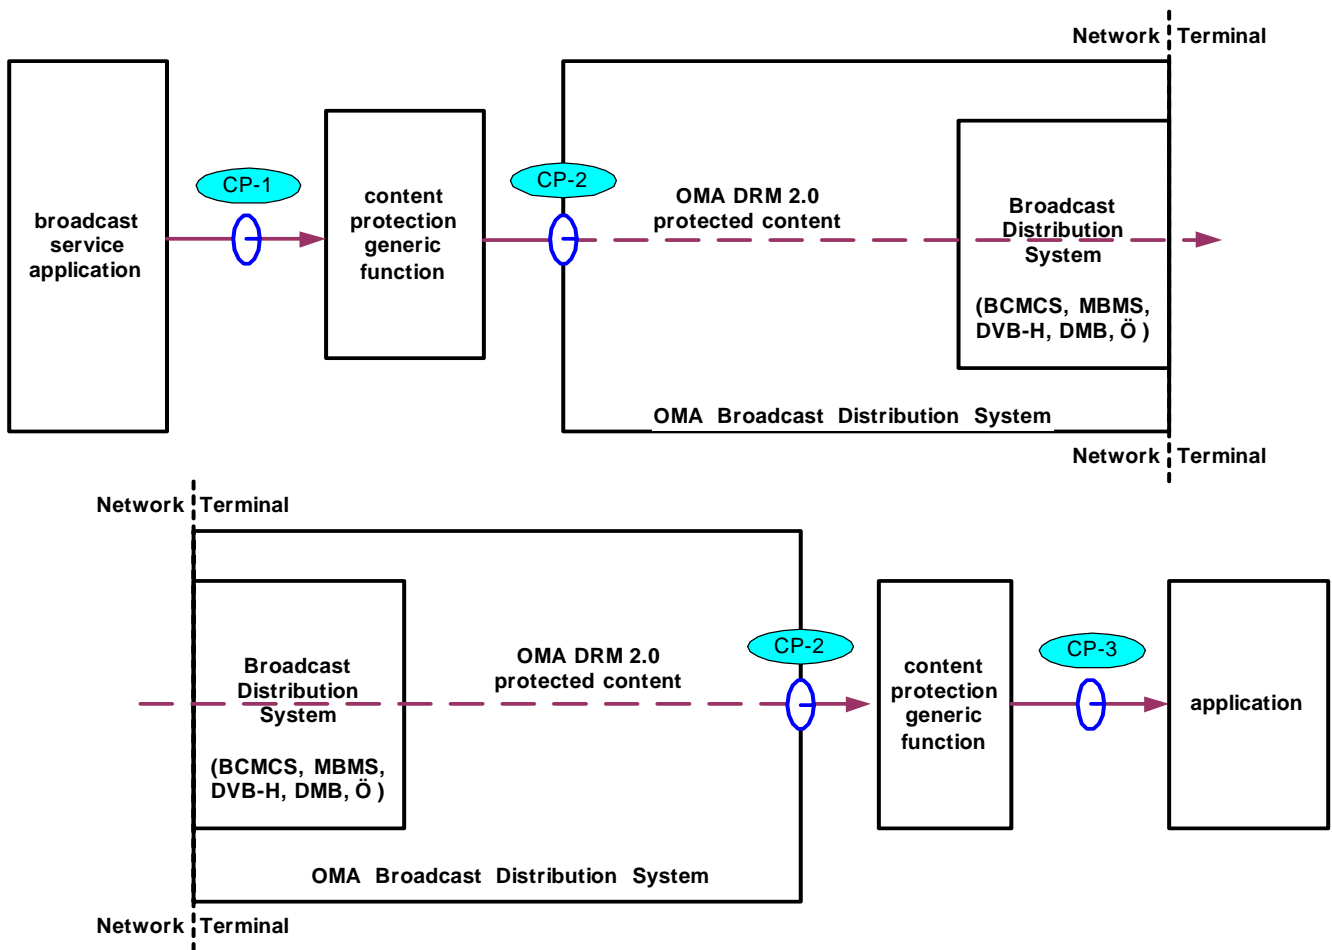 Network Terminal
broadcast
service
application
CP-1
content
protection
generic
function
CP-2
OMA DRM 2.0
protected content
Broadcast
Distribution
System
(BCMCS, MBMS,
DVB-H, DMB, Ö )
OMA Broadcast Distribution System
Network Terminal
Network Terminal
Broadcast
Distribution
System
(BCMCS, MBMS,
DVB-H, DMB, Ö )
OMA DRM 2.0
protected content
CP-2
content
protection
generic
function
CP-3
application
OMA Broadcast Distribution System
Network Terminal